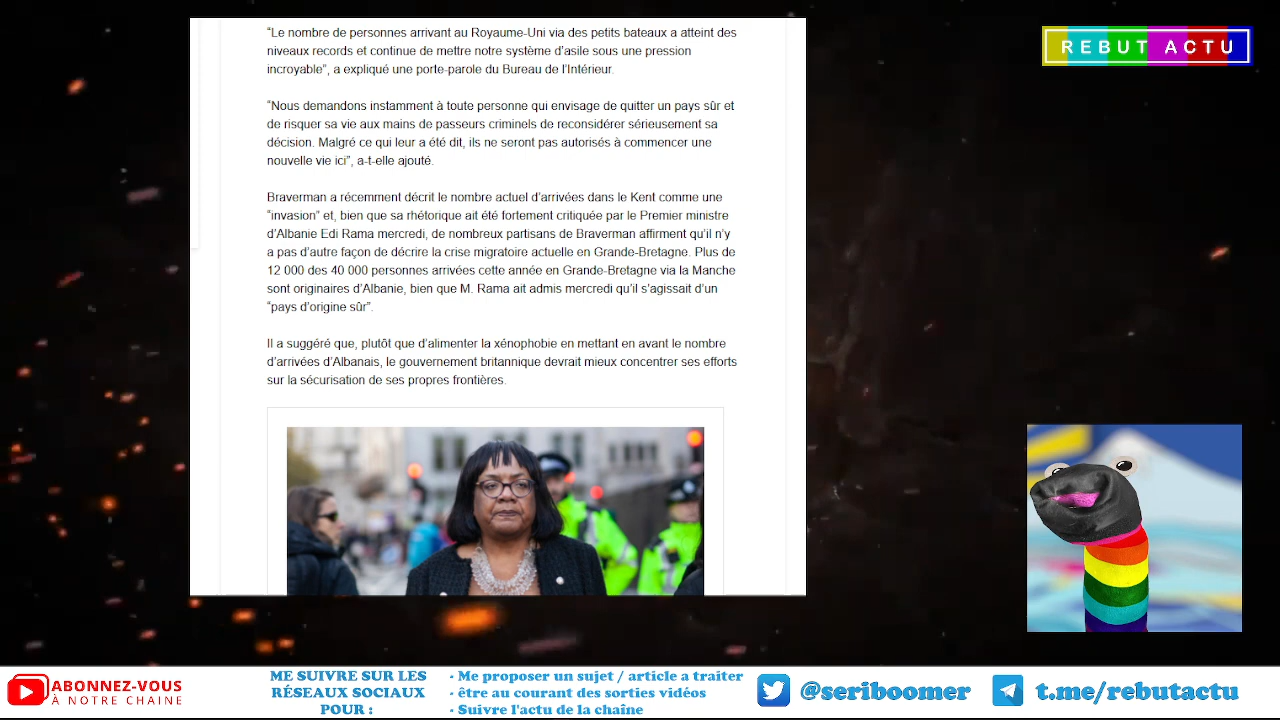 “Le nombre de personnes arrivant au Royaume-Uni via des petits bateaux a atteint des
niveaux records et continue de mettre notre système d’asile sous une pression
incroyable”, a expliqué une porte-parole du Bureau de l’Intérieur.
“Nous demandons instamment à toute personne qui envisage de quitter un pays sûr et
de risquer sa vie aux mains de passeurs criminels de reconsidérer sérieusement sa
décision. Malgré ce qui leur a été dit, ils ne seront pas autorisés à commencer une
nouvelle vie ici”, a-t-elle ajouté.
Braverman a récemment décrit le nombre actuel d’arrivées dans le Kent comme une
“invasion” et, bien que sa rhétorique ait été fortement critiquée par le Premier ministre
d’Albanie Edi Rama mercredi, de nombreux partisans de Braverman affirment qu’il n’y
a pas d’autre façon de décrire la crise migratoire actuelle en Grande-Bretagne. Plus de
12 000 des 40 000 personnes arrivées cette année en Grande-Bretagne via la Manche
sont originaires d’Albanie, bien que M. Rama ait admis mercredi qu’il s’agissait d’un
“pays d’origine sûr”.
Il a suggéré que, plutôt que d’alimenter la xénophobie en mettant en avant le nombre
d’arrivées d’Albanais, le gouvernement britannique devrait mieux concentrer ses efforts
sur la sécurisation de ses propres frontières.
REBUT ACTU
ABONNEZ-VOUS
À NOTRE CHAINE
ME SUIVRE SUR LES
RÉSEAUX SOCIAUX
POUR :
- Me proposer un sujet / article a traiter
- être au courant des sorties vidéos
- Suivre l'actu de la chaîne
@seriboomer
t.me/rebutactu